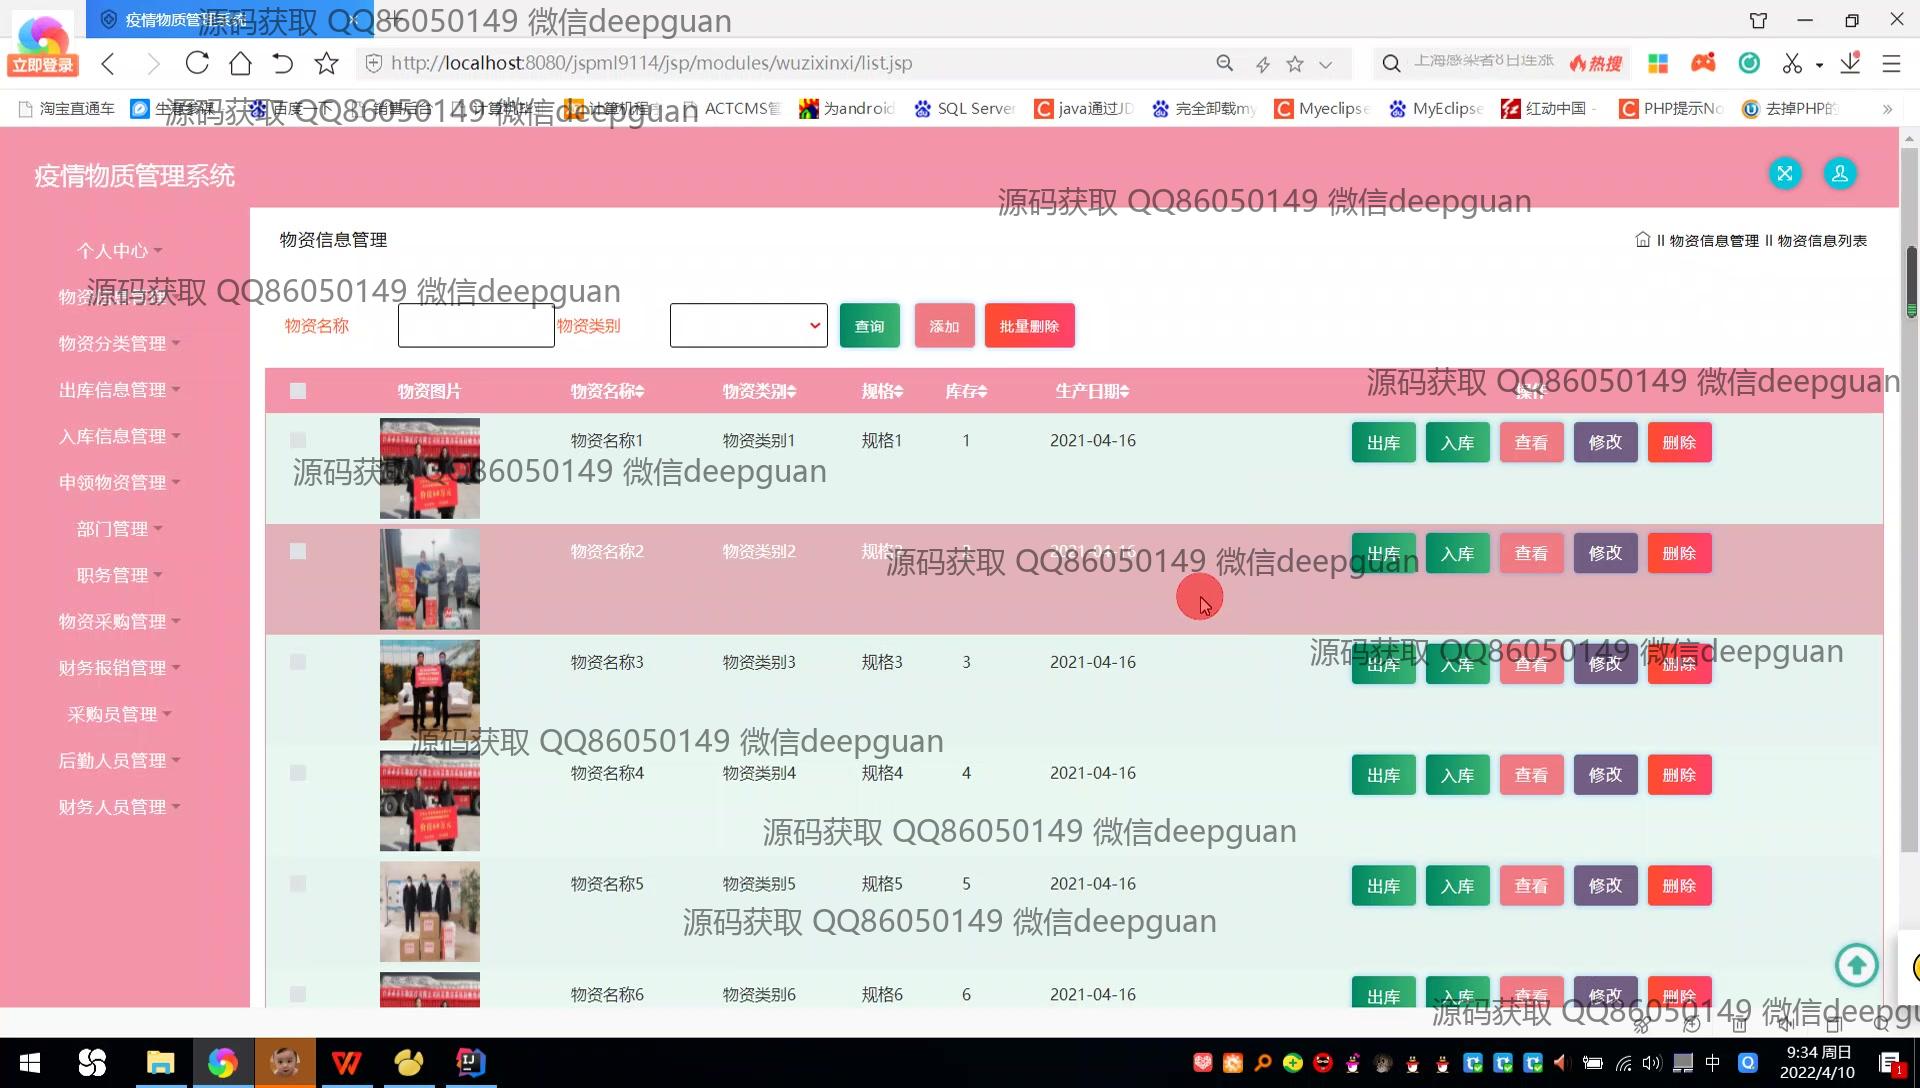 疫情物质管理系统
源码获取 QQ86050149 微信deepguan
立即登录
http://localhost:8080/jspml9114/jsp/modules/wuzixinxi/list.jsp
上海感染者8日连涨
热搜
淘宝直通车
百度一下
销售后台
计算机程
ACTCMS管
为android
SQL Server
java通过JD
完全卸载my
Myeclipse
MyEclipse
红动中国 -
PHP提示No
去掉PHP的
源码获取 QQ86050149 微信deepguan
疫情物质管理系统
源码获取 QQ86050149 微信deepguan
物资信息管理
II 物资信息管理 II 物资信息列表
个人中心
源码获取 QQ86050149 微信deepguan
物资分类管理
出库信息管理
入库信息管理
申领物资管理
部门管理
职务管理
物资采购管理
财务报销管理
采购员管理
后勤人员管理
财务人员管理
物资名称
物资类别
查询
添加
批量删除
物资图片 物资名称 物资类别 规格 库存 生产日期 操作
源码获取 QQ86050149 微信deepguan
物资名称1 物资类别1 规格1 1 2021-04-16 出库 入库 查看 修改 删除
源码获取 QQ86050149 微信deepguan
物资名称2 物资类别2 规格2 2 2021-04-16 出库 入库 查看 修改 删除
源码获取 QQ86050149 微信deepguan
物资名称3 物资类别3 规格3 3 2021-04-16 出库 入库 查看 修改 删除
源码获取 QQ86050149 微信deepguan
源码获取 QQ86050149 微信deepguan
物资名称4 物资类别4 规格4 4 2021-04-16 出库 入库 查看 修改 删除
源码获取 QQ86050149 微信deepguan
物资名称5 物资类别5 规格5 5 2021-04-16 出库 入库 查看 修改 删除
源码获取 QQ86050149 微信deepguan
物资名称6 物资类别6 规格6 6 2021-04-16 出库 入库 查看 修改 删除
源码获取 QQ86050149 微信deepgu
中
9:34 周日
2022/4/10
1